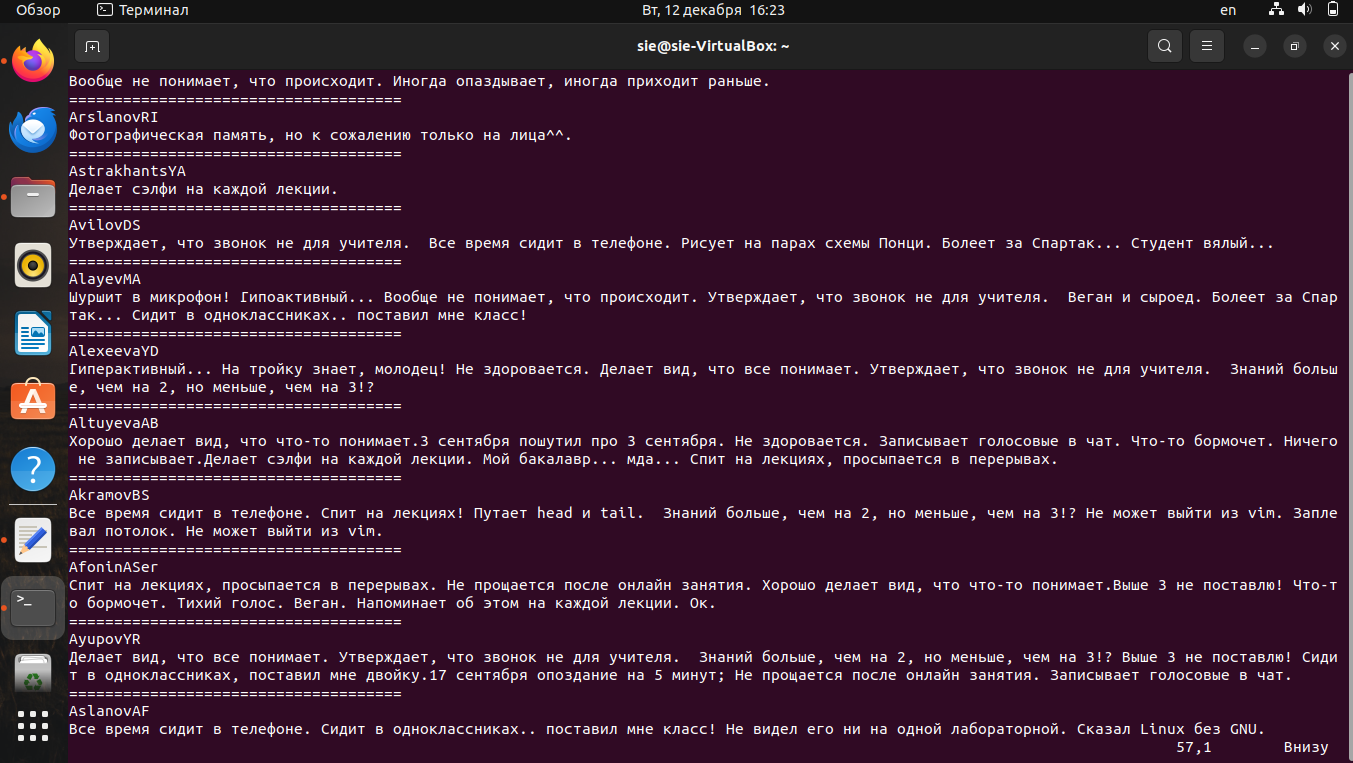 Обзор Терминал Вт, 12 декабря 16:23 en
sie@sie-VirtualBox: ~
Вообще не понимает, что происходит. Иногда опаздывает, иногда приходит раньше.
=====================================
ArslanovRI
Фотографическая память, но к сожалению только на лица^^.
=====================================
AstrakhantsYA
Делает сэлфи на каждой лекции.
=====================================
AvilovDS
Утверждает, что звонок не для учителя.  Все время сидит в телефоне. Рисует на парах схемы Понци. Болеет за Спартак... Студент вялый...
=====================================
AlayevMA
Шуршит в микрофон! Гипоактивный... Вообще не понимает, что происходит. Утверждает, что звонок не для учителя.  Веган и сыроед. Болеет за Спар
так... Сидит в одноклассниках.. поставил мне класс!
=====================================
AlexeevaYD
Гиперактивный... На тройку знает, молодец! Не здоровается. Делает вид, что все понимает. Утверждает, что звонок не для учителя.  Знаний больш
е, чем на 2, но меньше, чем на 3!?
=====================================
AltuyevaAB
Хорошо делает вид, что что-то понимает.3 сентября пошутил про 3 сентября. Не здоровается. Записывает голосовые в чат. Что-то бормочет. Ничего
 не записывает.Делает сэлфи на каждой лекции. Мой бакалавр... мда... Спит на лекциях, просыпается в перерывах.
=====================================
AkramovBS
Все время сидит в телефоне. Спит на лекциях! Путает head и tail.  Знаний больше, чем на 2, но меньше, чем на 3!? Не может выйти из vim. Запле
вал потолок. Не может выйти из vim.
=====================================
AfoninASer
Спит на лекциях, просыпается в перерывах. Не прощается после онлайн занятия. Хорошо делает вид, что что-то понимает.Выше 3 не поставлю! Что-т
о бормочет. Тихий голос. Веган. Напоминает об этом на каждой лекции. Ок.
=====================================
AyupovYR
Делает вид, что все понимает. Утверждает, что звонок не для учителя.  Знаний больше, чем на 2, но меньше, чем на 3!? Выше 3 не поставлю! Сиди
т в одноклассниках, поставил мне двойку.17 сентября опоздание на 5 минут; Не прощается после онлайн занятия. Записывает голосовые в чат.
=====================================
AslanovAF
Все время сидит в телефоне. Сидит в одноклассниках.. поставил мне класс! Не видел его ни на одной лабораторной. Сказал Linux без GNU.
57,1 Внизу